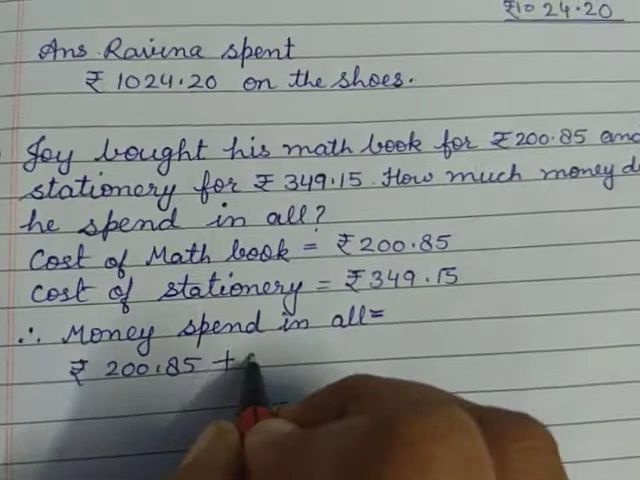 ₹1024.20
Ans. Ravina spent
₹ 1024.20 on the shoes.
Joy bought his math book for ₹200.85 and
stationery for ₹ 349.15. How much money
he spend in all?
Cost of Math book = ₹200.85
Cost of stationery = ₹349.15
∴ Money spend in all=
₹ 200.85 +